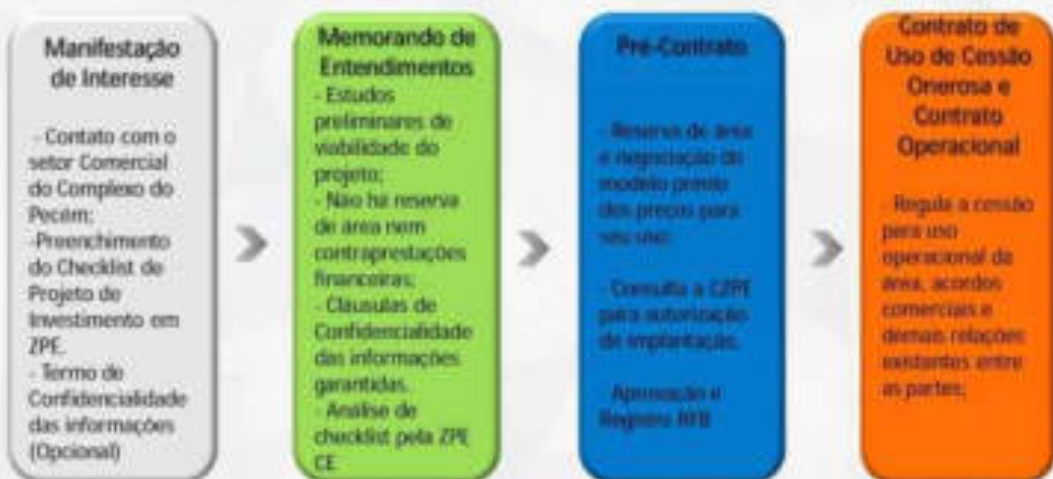 Manifestação
de Interesse
- Contato com o
setor Comercial
do Complexo do
Pecém;
-Preenchimento
do Checklist de
Projeto de
Investimento em
ZPE.
- Termo de
Confidencialidade
das informações
(Opcional)
Memorando de
Entendimentos
- Estudos
preliminares de
viabilidade do
projeto;
- Não há reserva
de área nem
contraprestações
financeiras;
- Cláusulas de
Confidencialidade
das informações
garantidas.
- Análise de
checklist pela ZPE
CE
Pré-Contrato
- Reserva de área
e negociação do
modelo previo
dos preços para
seu uso;
- Consulta a CZPE
para autorização
de implantação.
- Aprovação e
Registro RFB
Contrato de
Uso de Cessão
Onerosa e
Contrato
Operacional
- Regula a cessão
para uso
operacional da
área, acordos
comerciais e
demais relações
existentes entre
as partes;